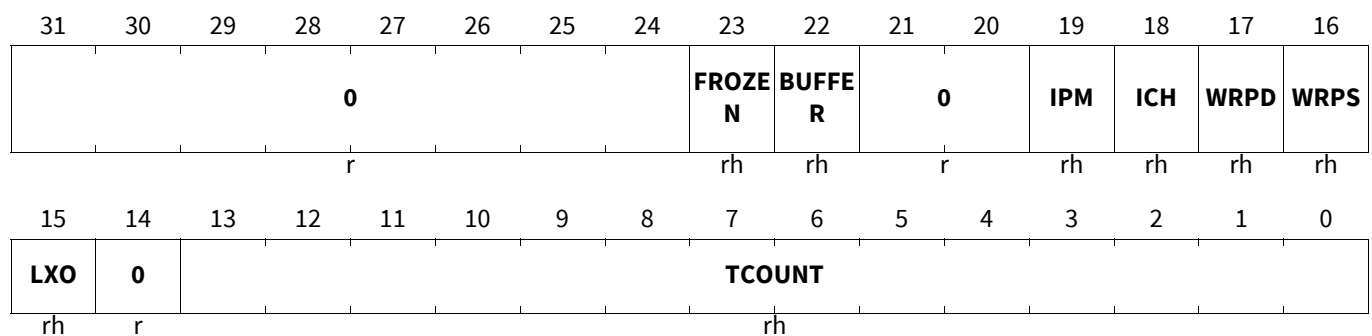 31 30 29 28 27 26 25 24 23 22 21 20 19 18 17 16
0 FROZE N BUFFE R 0 IPM ICH WRPD WRPS
r rh rh r rh rh rh rh
15 14 13 12 11 10 9 8 7 6 5 4 3 2 1 0
LXO 0 TCOUNT
rh r rh